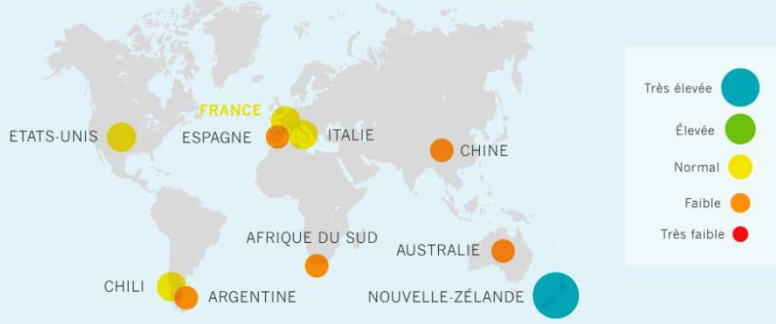 FRANCE
ETATS-UNIS
ESPAGNE
ITALIE
CHINE
AFRIQUE DU SUD
AUSTRALIE
CHILI
ARGENTINE
NOUVELLE-ZÉLANDE
Très élevée
Élevée
Normal
Faible
Très faible